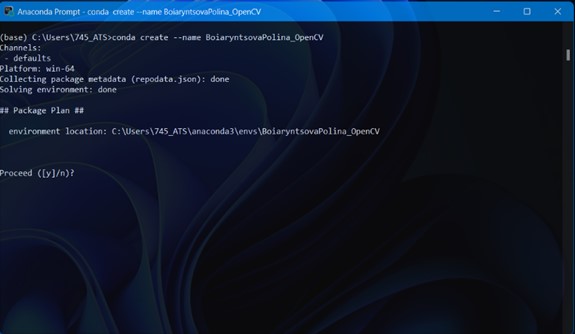 Anaconda Prompt - conda create --name BoiaryntsovaPolina_OpenCV
(base) C:\Users\745_ATS>conda create --name BoiaryntsovaPolina_OpenCV
Channels:
 - defaults
Platform: win-64
Collecting package metadata (repodata.json): done
Solving environment: done
## Package Plan ##
  environment location: C:\Users\745_ATS\anaconda3\envs\BoiaryntsovaPolina_OpenCV
Proceed ([y]/n)?